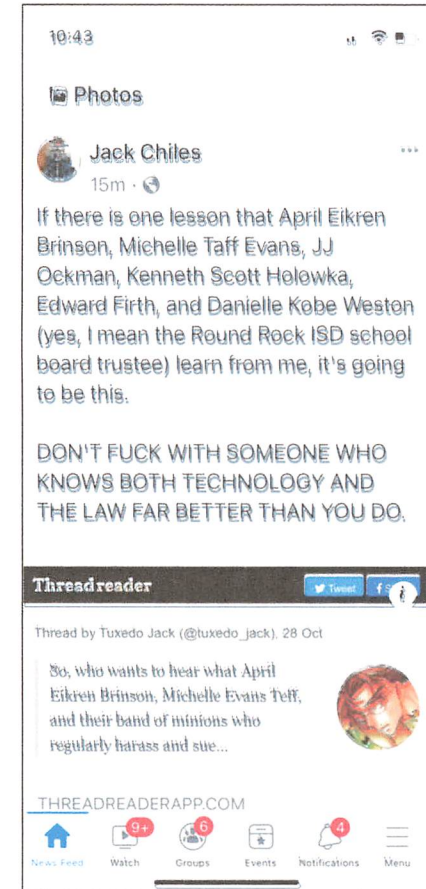 10:43
Photos
Jack Chiles
15m ·
If there is one lesson that April Eikren
Brinson, Michelle Taff Evans, JJ
Ockman, Kenneth Scott Holowka,
Edward Firth, and Danielle Kobe Weston
(yes, I mean the Round Rock ISD school
board trustee) learn from me, it's going
to be this.
DON'T FUCK WITH SOMEONE WHO
KNOWS BOTH TECHNOLOGY AND
THE LAW FAR BETTER THAN YOU DO.
Threadreader
Tweet
Thread by Tuxedo Jack (@tuxedo_jack), 28 Oct
So, who wants to hear what April
Eikren Brinson, Michelle Evans Teff,
and their band of minions who
regularly harass and sue...
THREADREADERAPP.COM
9+ 6 4
News Feed Watch Groups Events Notifications Menu